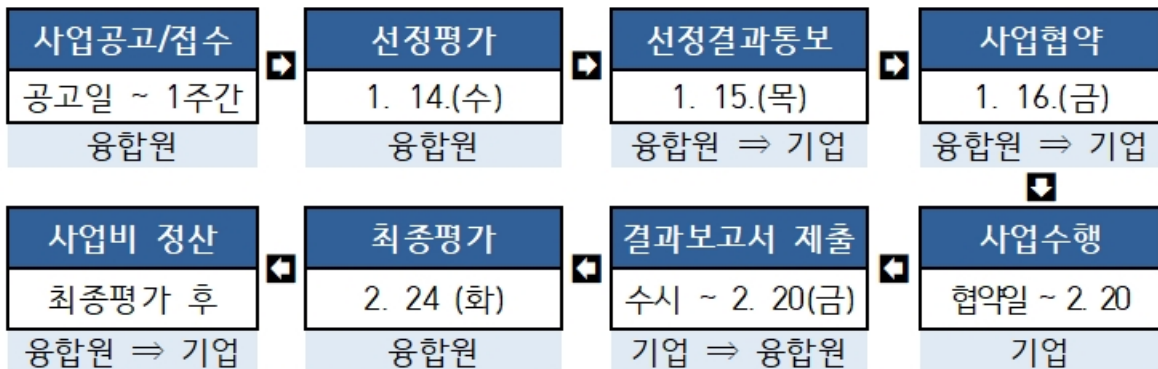 사업공고/접수
공고일 ~ 1주간
융합원
선정평가
1. 14.(수)
융합원
선정결과통보
1. 15.(목)
융합원 ⇒ 기업
사업협약
1. 16.(금)
융합원 ⇒ 기업
사업수행
협약일 ~ 2. 20
기업
결과보고서 제출
수시 ~ 2. 20(금)
기업 ⇒ 융합원
최종평가
2. 24 (화)
융합원
사업비 정산
최종평가 후
융합원 ⇒ 기업